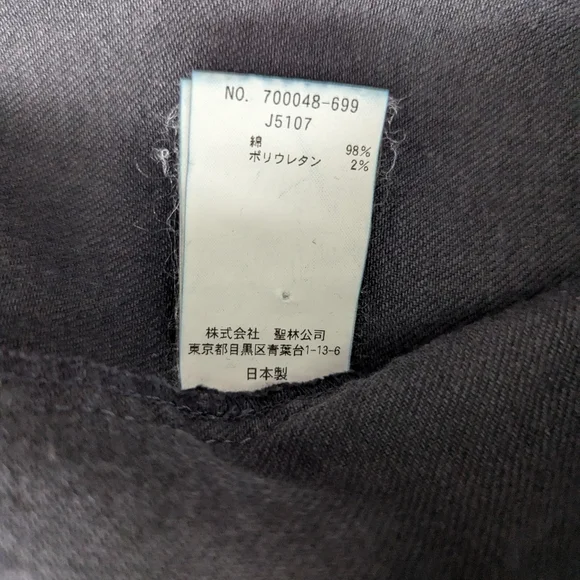 NO. 700048-699
J5107
綿 98%
ポリウレタン 2%
株式会社 聖林公司
東京都目黒区青葉台1-13-6
日本製